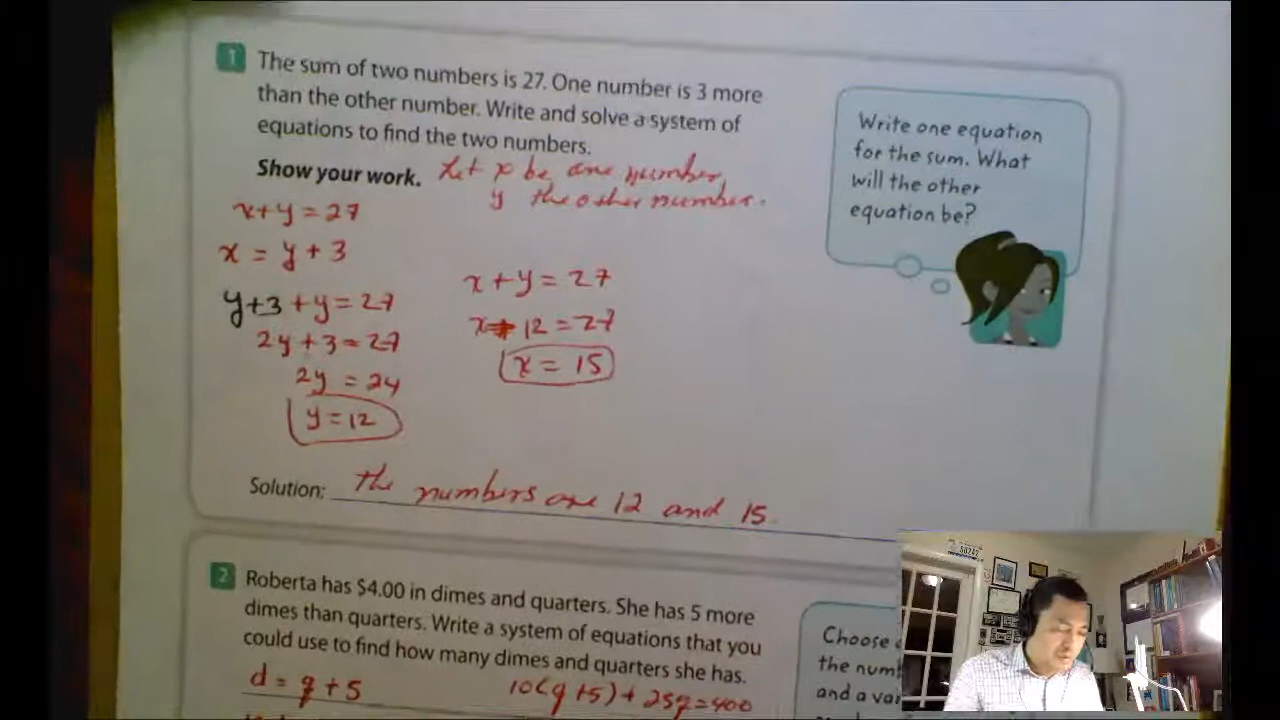 1 The sum of two numbers is 27. One number is 3 more
than the other number. Write and solve a system of
equations to find the two numbers.
Show your work. Let x be one number,
y the other number.
x+y=27
x = y + 3
y+3 +y=27
2y +3=27
2y = 24
y=12
x +y= 27
x + 12 = 27
x = 15
Solution: the numbers are 12 and 15
Write one equation
for the sum. What
will the other
equation be?
2 Roberta has $4.00 in dimes and quarters. She has 5 more
dimes than quarters. Write a system of equations that you
could use to find how many dimes and quarters she has.
d = q + 5
10(q+5) + 25q=400
Choose
the num
and a va